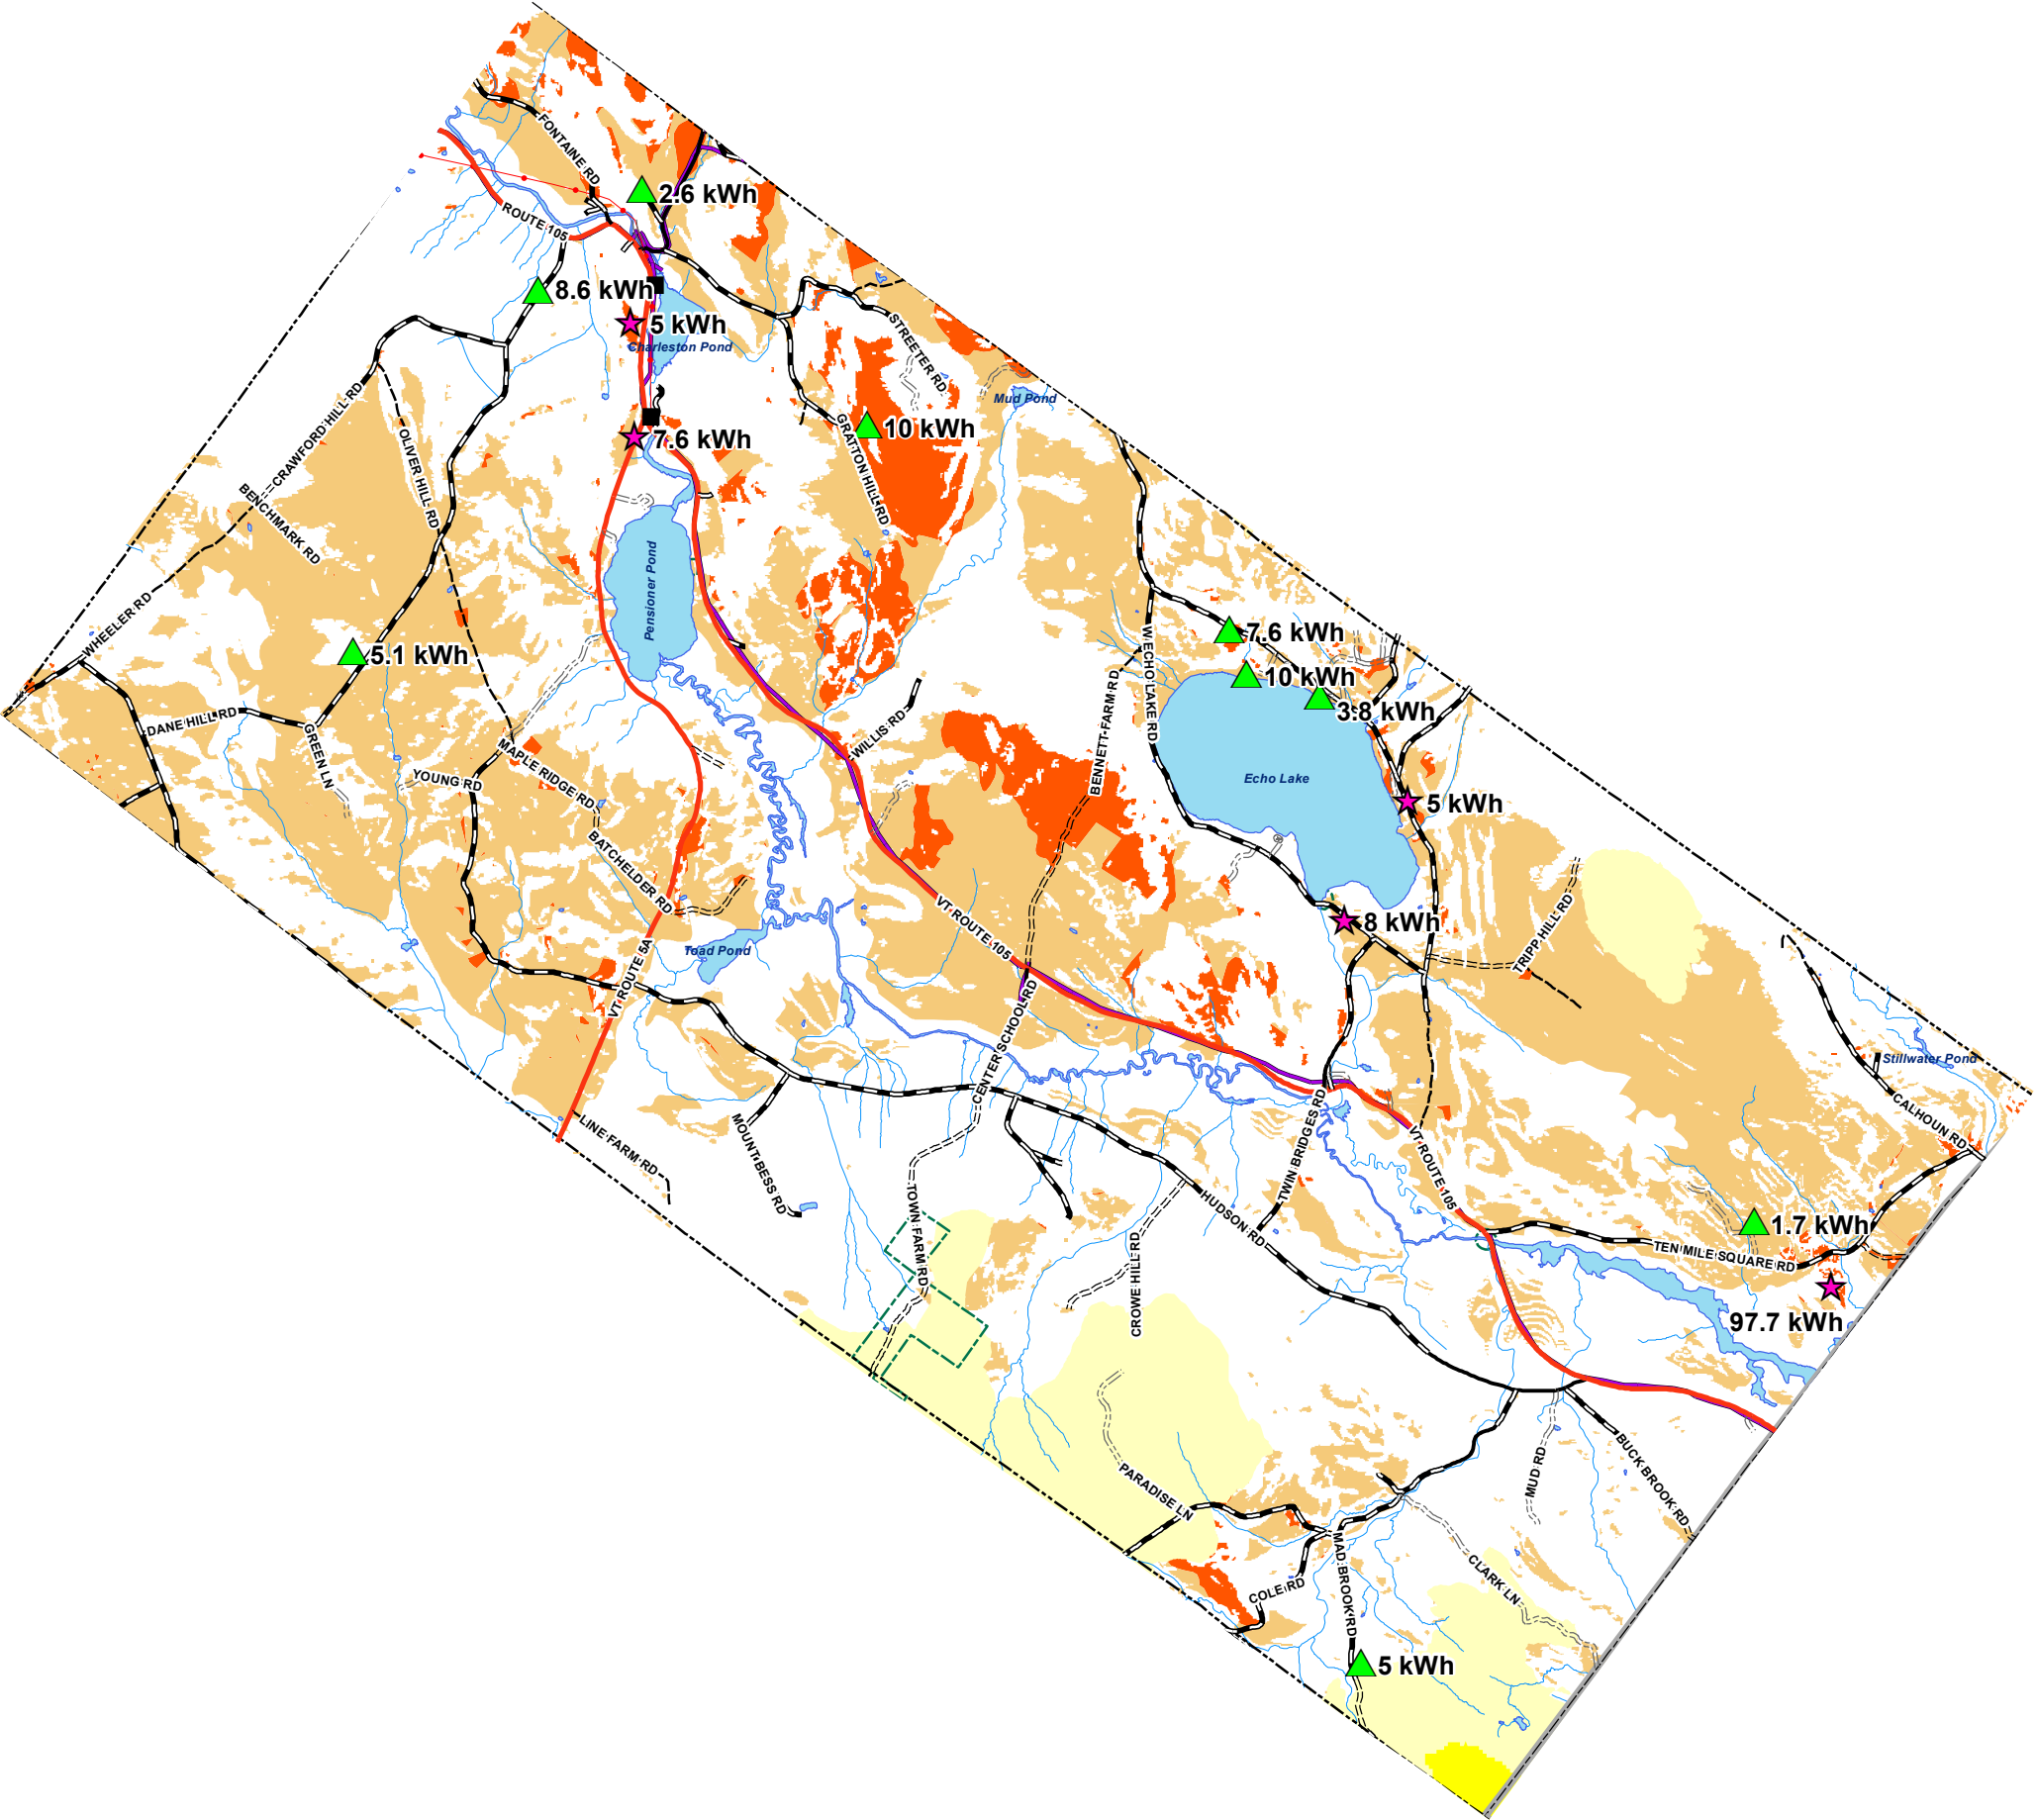 FONTAINE RD
2.6 kWh
ROUTE 105
8.6 kWh
5 kWh
Charleston Pond
STREETER RD
Mud Pond
CRAWFORD HILL RD
OLIVER HILL RD
7.6 kWh
10 kWh
GRATTON HILL RD
BENCHMARK RD
Pensioner Pond
WHEELER RD
5.1 kWh
7.6 kWh
W ECHO LAKE RD
10 kWh
3.8 kWh
BENNETT FARM RD
DANE HILL RD
GREEN LN
WILLIS RD
YOUNG RD
MAPLE RIDGE RD
Echo Lake
5 kWh
BATCHELDER RD
VT ROUTE 105
8 kWh
TRIPP HILL RD
Toad Pond
VT ROUTE 5A
CENTER SCHOOL RD
Stillwater Pond
CALHOUN RD
LINE FARM RD
MOUNT BESS RD
TWIN BRIDGES RD
VT ROUTE 105
TOWN FARM RD
HUDSON RD
CROWE HILL RD
1.7 kWh
TEN MILE SQUARE RD
97.7 kWh
PARADISE LN
MUD RD
BUCK BROOK RD
COLE RD
MAD BROOK RD
CLARK LN
5 kWh